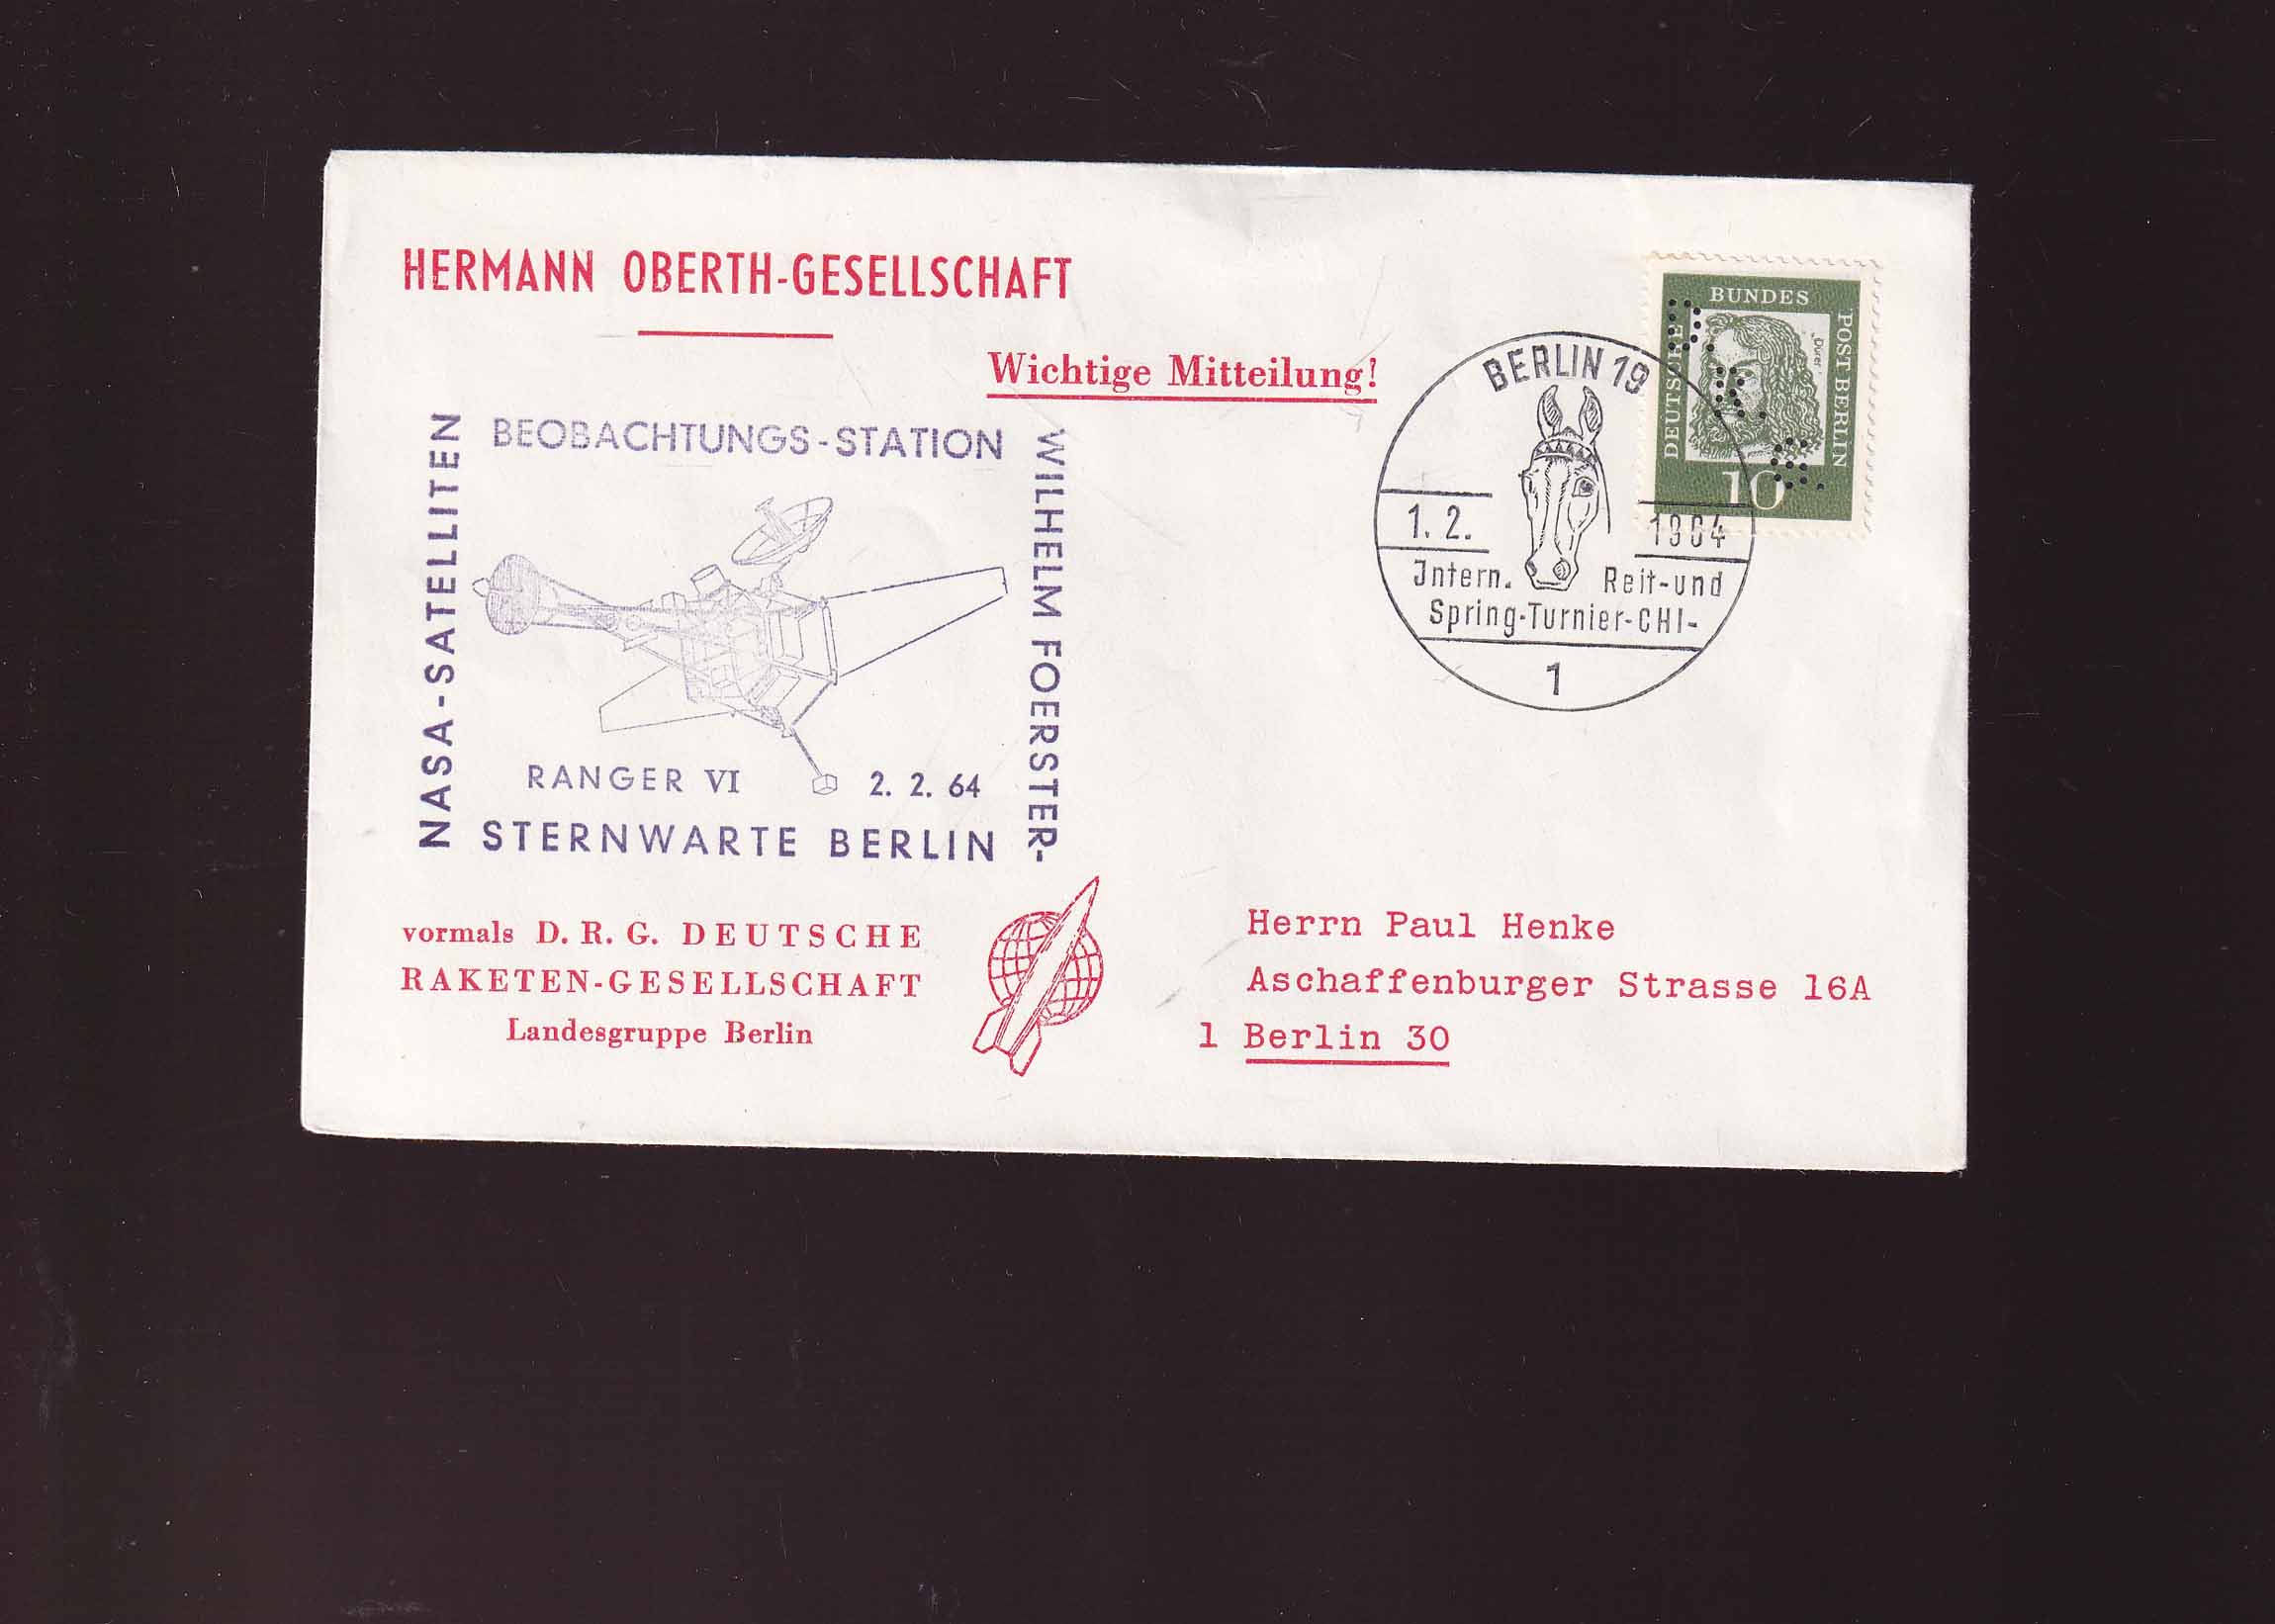 HERMANN OBERTH-GESELLSCHAFT
Wichtige Mitteilung!
NASA-SATELLITEN
BEOBACHTUNGS-STATION
WILHELM FOERSTER-
RANGER VI 2. 2. 64
STERNWARTE BERLIN
vormals D. R. G. DEUTSCHE
RAKETEN-GESELLSCHAFT
Landesgruppe Berlin
DEUTSCHE
BUNDES
POST BERLIN
„Dürer"
10
BERLIN 19
1. 2. 1964
Intern. Reit-und
Spring-Turnier-CHI-
1
Herrn Paul Henke
Aschaffenburger Strasse 16A
1 Berlin 30